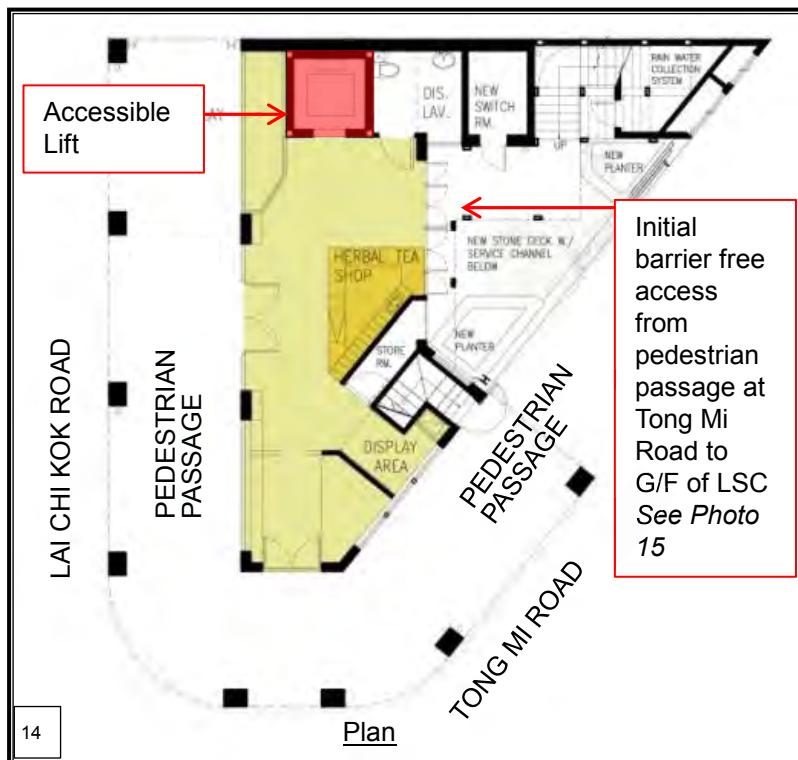 Accessible
Lift
DIS.
LAV.
NEW
SWITCH
RM.
RAIN WATER
COLLECTION
SYSTEM
UP
NEW
PLANTER
HERBAL TEA
SHOP
NEW STONE DECK W./
SERVICE CHANNEL
BELOW
Initial
barrier free
access
from
pedestrian
passage at
Tong Mi
Road to
G/F of LSC
See Photo
15
STORE
RM.
NEW
PLANTER
DISPLAY
AREA
LAI CHI KOK ROAD
PEDESTRIAN
PASSAGE
PEDESTRIAN
PASSAGE
TONG MI ROAD
14
Plan